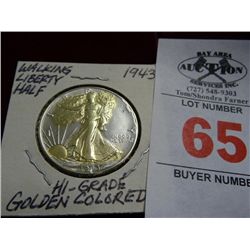 WALKING
LIBERTY
HALF
1943
HI-GRADE
GOLDEN COLORED
BAY AREA
AUCTION
SERVICES INC.
(727) 548-9303
Tom/Shondra Farner
LOT NUMBER
65
BUYER NUMBER